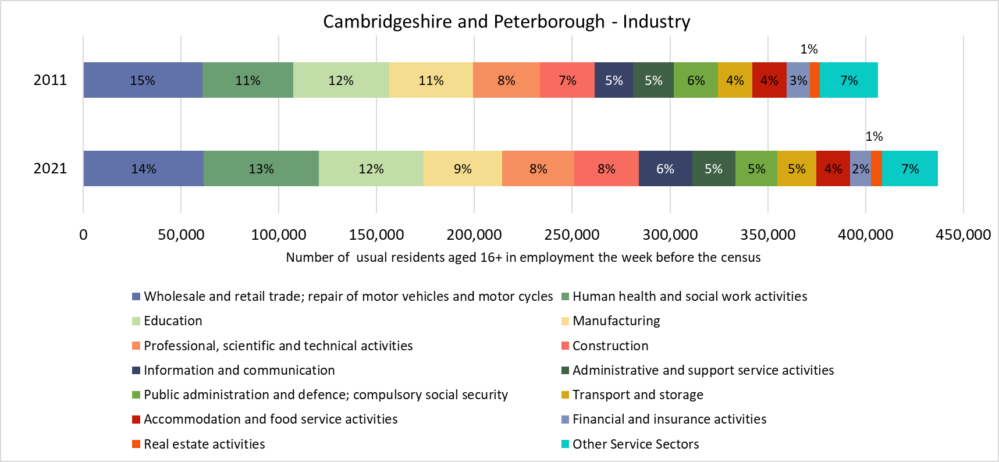 Cambridgeshire and Peterborough - Industry
1%
2011 15% 11% 12% 11% 8% 7% 5% 5% 6% 4% 4% 3% 7%
1%
2021 14% 13% 12% 9% 8% 8% 6% 5% 5% 5% 4% 2% 7%
0 50,000 100,000 150,000 200,000 250,000 300,000 350,000 400,000 450,000
Number of usual residents aged 16+ in employment the week before the census
Wholesale and retail trade; repair of motor vehicles and motor cycles Human health and social work activities
Education Manufacturing
Professional, scientific and technical activities Construction
Information and communication Administrative and support service activities
Public administration and defence; compulsory social security Transport and storage
Accommodation and food service activities Financial and insurance activities
Real estate activities Other Service Sectors